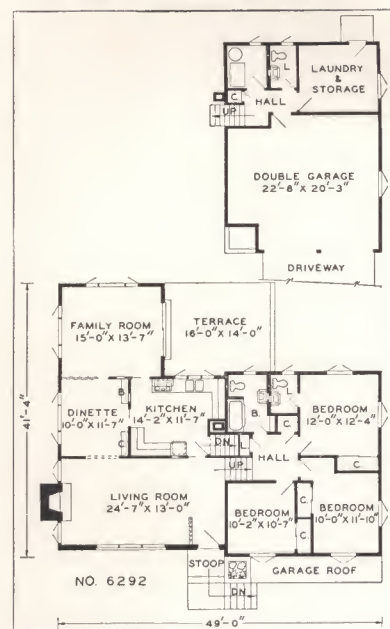 L.
LAUNDRY
&
STORAGE
C.
HALL
UP
DOUBLE GARAGE
22'-8" X 20'-3"
DRIVEWAY
FAMILY ROOM
15'-0" X 13'-7"
TERRACE
16'-0" X 14'-0"
41'-4"
B.
DINETTE
10'-0" X 11'-7"
KITCHEN
14'-2" X 11'-7"
C.
DN.
B.
L.
C.
BEDROOM
12'-0" X 12'-4"
HALL
UP
C.
LIVING ROOM
24'-7" X 13'-0"
BEDROOM
10'-2" X 10'-7"
C.
C.
BEDROOM
10'-0" X 11'-10"
NO. 6292
STOOP
GARAGE ROOF
DN.
49'-0"